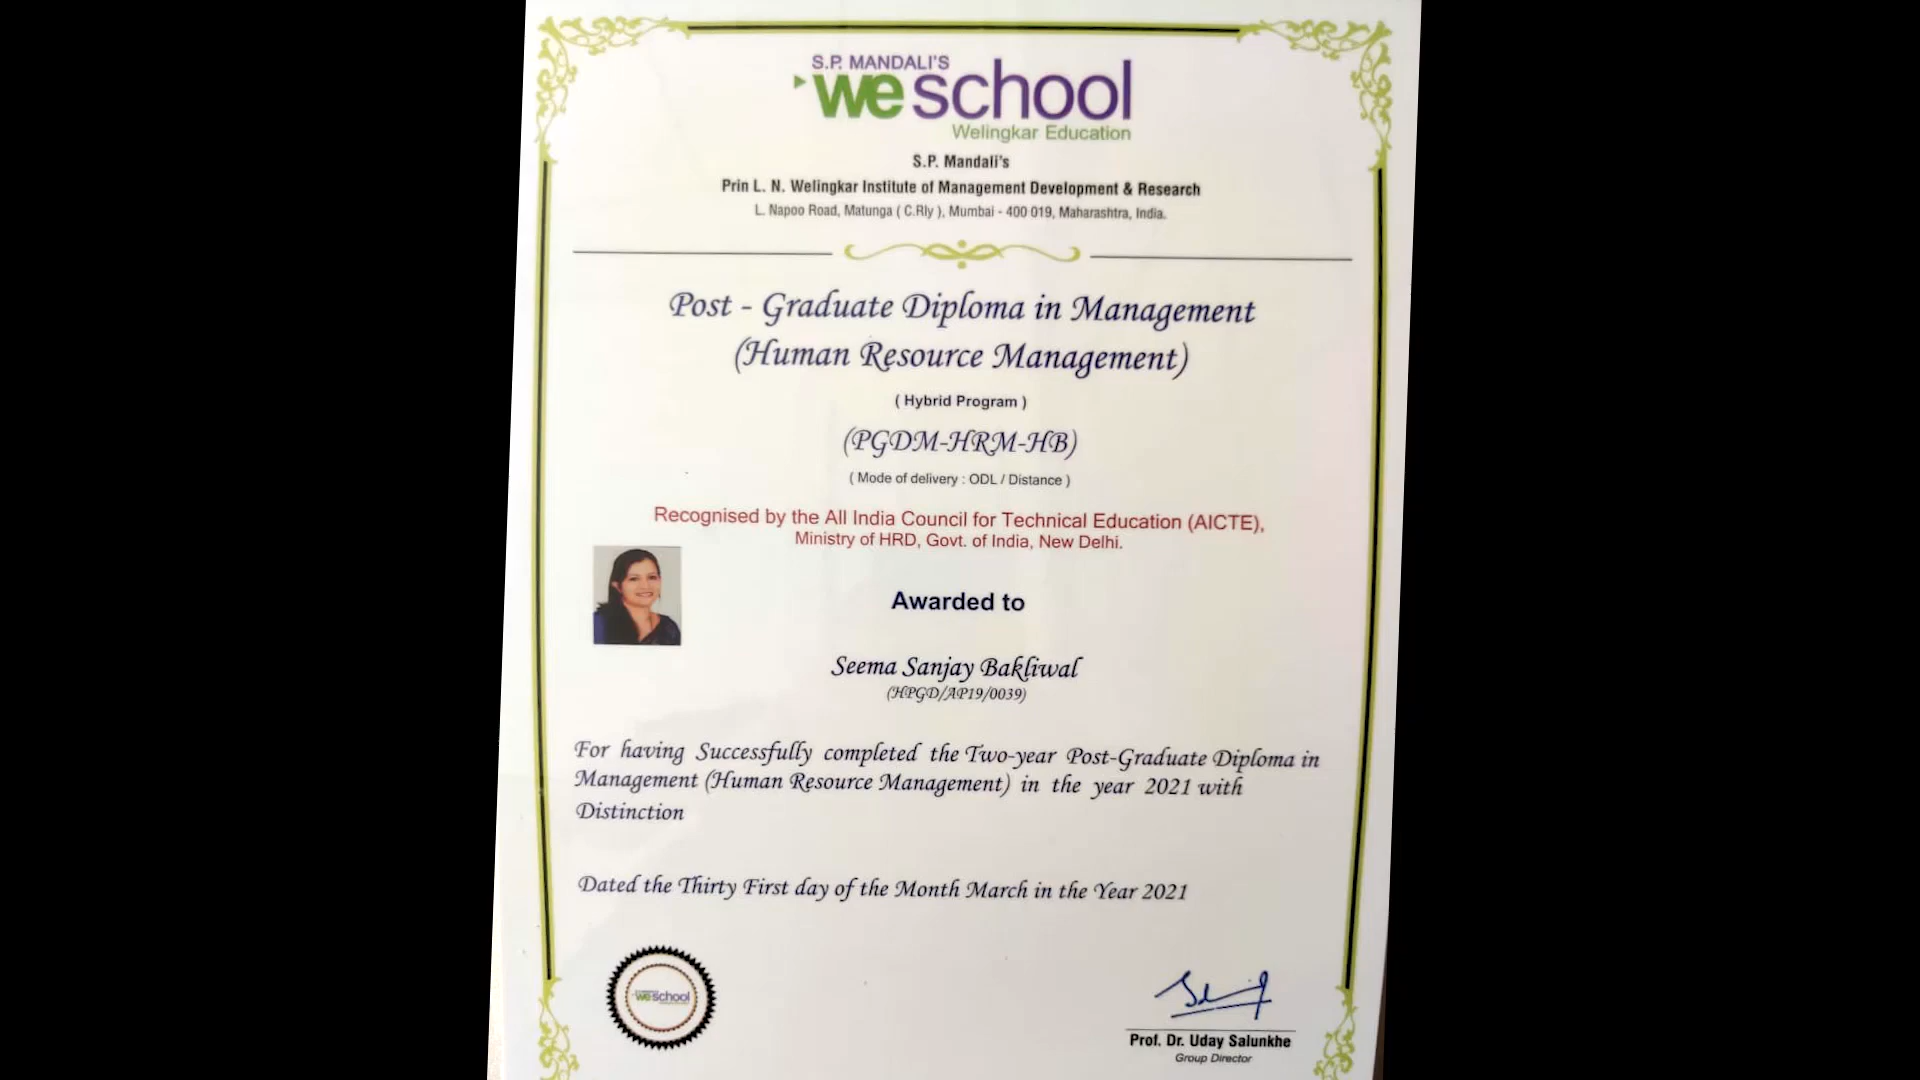 S.P. MANDALI'S
we school
Welingkar Education
S.P. Mandali's
Prin L. N. Welingkar Institute of Management Development & Research
L. Napoo Road, Matunga ( C.Rly ), Mumbai - 400 019, Maharashtra, India.
Post - Graduate Diploma in Management
(Human Resource Management)
( Hybrid Program )
(PGDM-HRM-HB)
( Mode of delivery : ODL / Distance )
Recognised by the All India Council for Technical Education (AICTE),
Ministry of HRD, Govt. of India, New Delhi.
Awarded to
Seema Sanjay Bakliwal
(HPGD/AP19/0039)
For having Successfully completed the Two-year Post-Graduate Diploma in
Management (Human Resource Management) in the year 2021 with
Distinction
Dated the Thirty First day of the Month March in the Year 2021
weschool
Prof. Dr. Uday Salunkhe
Group Director